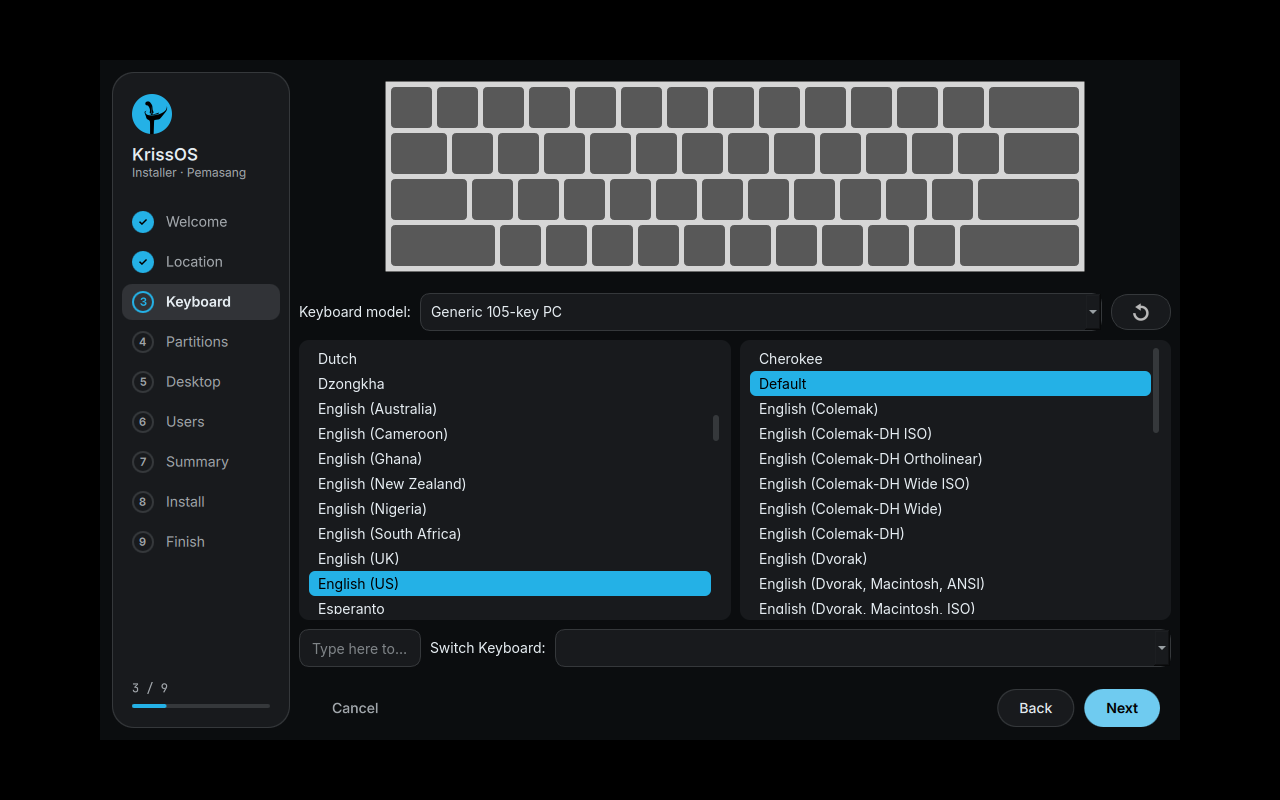 KrissOS
Installer · Pemasang
Welcome
Location
3 Keyboard
4 Partitions
5 Desktop
6 Users
7 Summary
8 Install
9 Finish
3 / 9
Keyboard model: Generic 105-key PC
Dutch
Dzongkha
English (Australia)
English (Cameroon)
English (Ghana)
English (New Zealand)
English (Nigeria)
English (South Africa)
English (UK)
English (US)
Esperanto
Cherokee
Default
English (Colemak)
English (Colemak-DH ISO)
English (Colemak-DH Ortholinear)
English (Colemak-DH Wide ISO)
English (Colemak-DH Wide)
English (Colemak-DH)
English (Dvorak)
English (Dvorak, Macintosh, ANSI)
English (Dvorak, Macintosh, ISO)
Type here to... Switch Keyboard:
Cancel Back Next